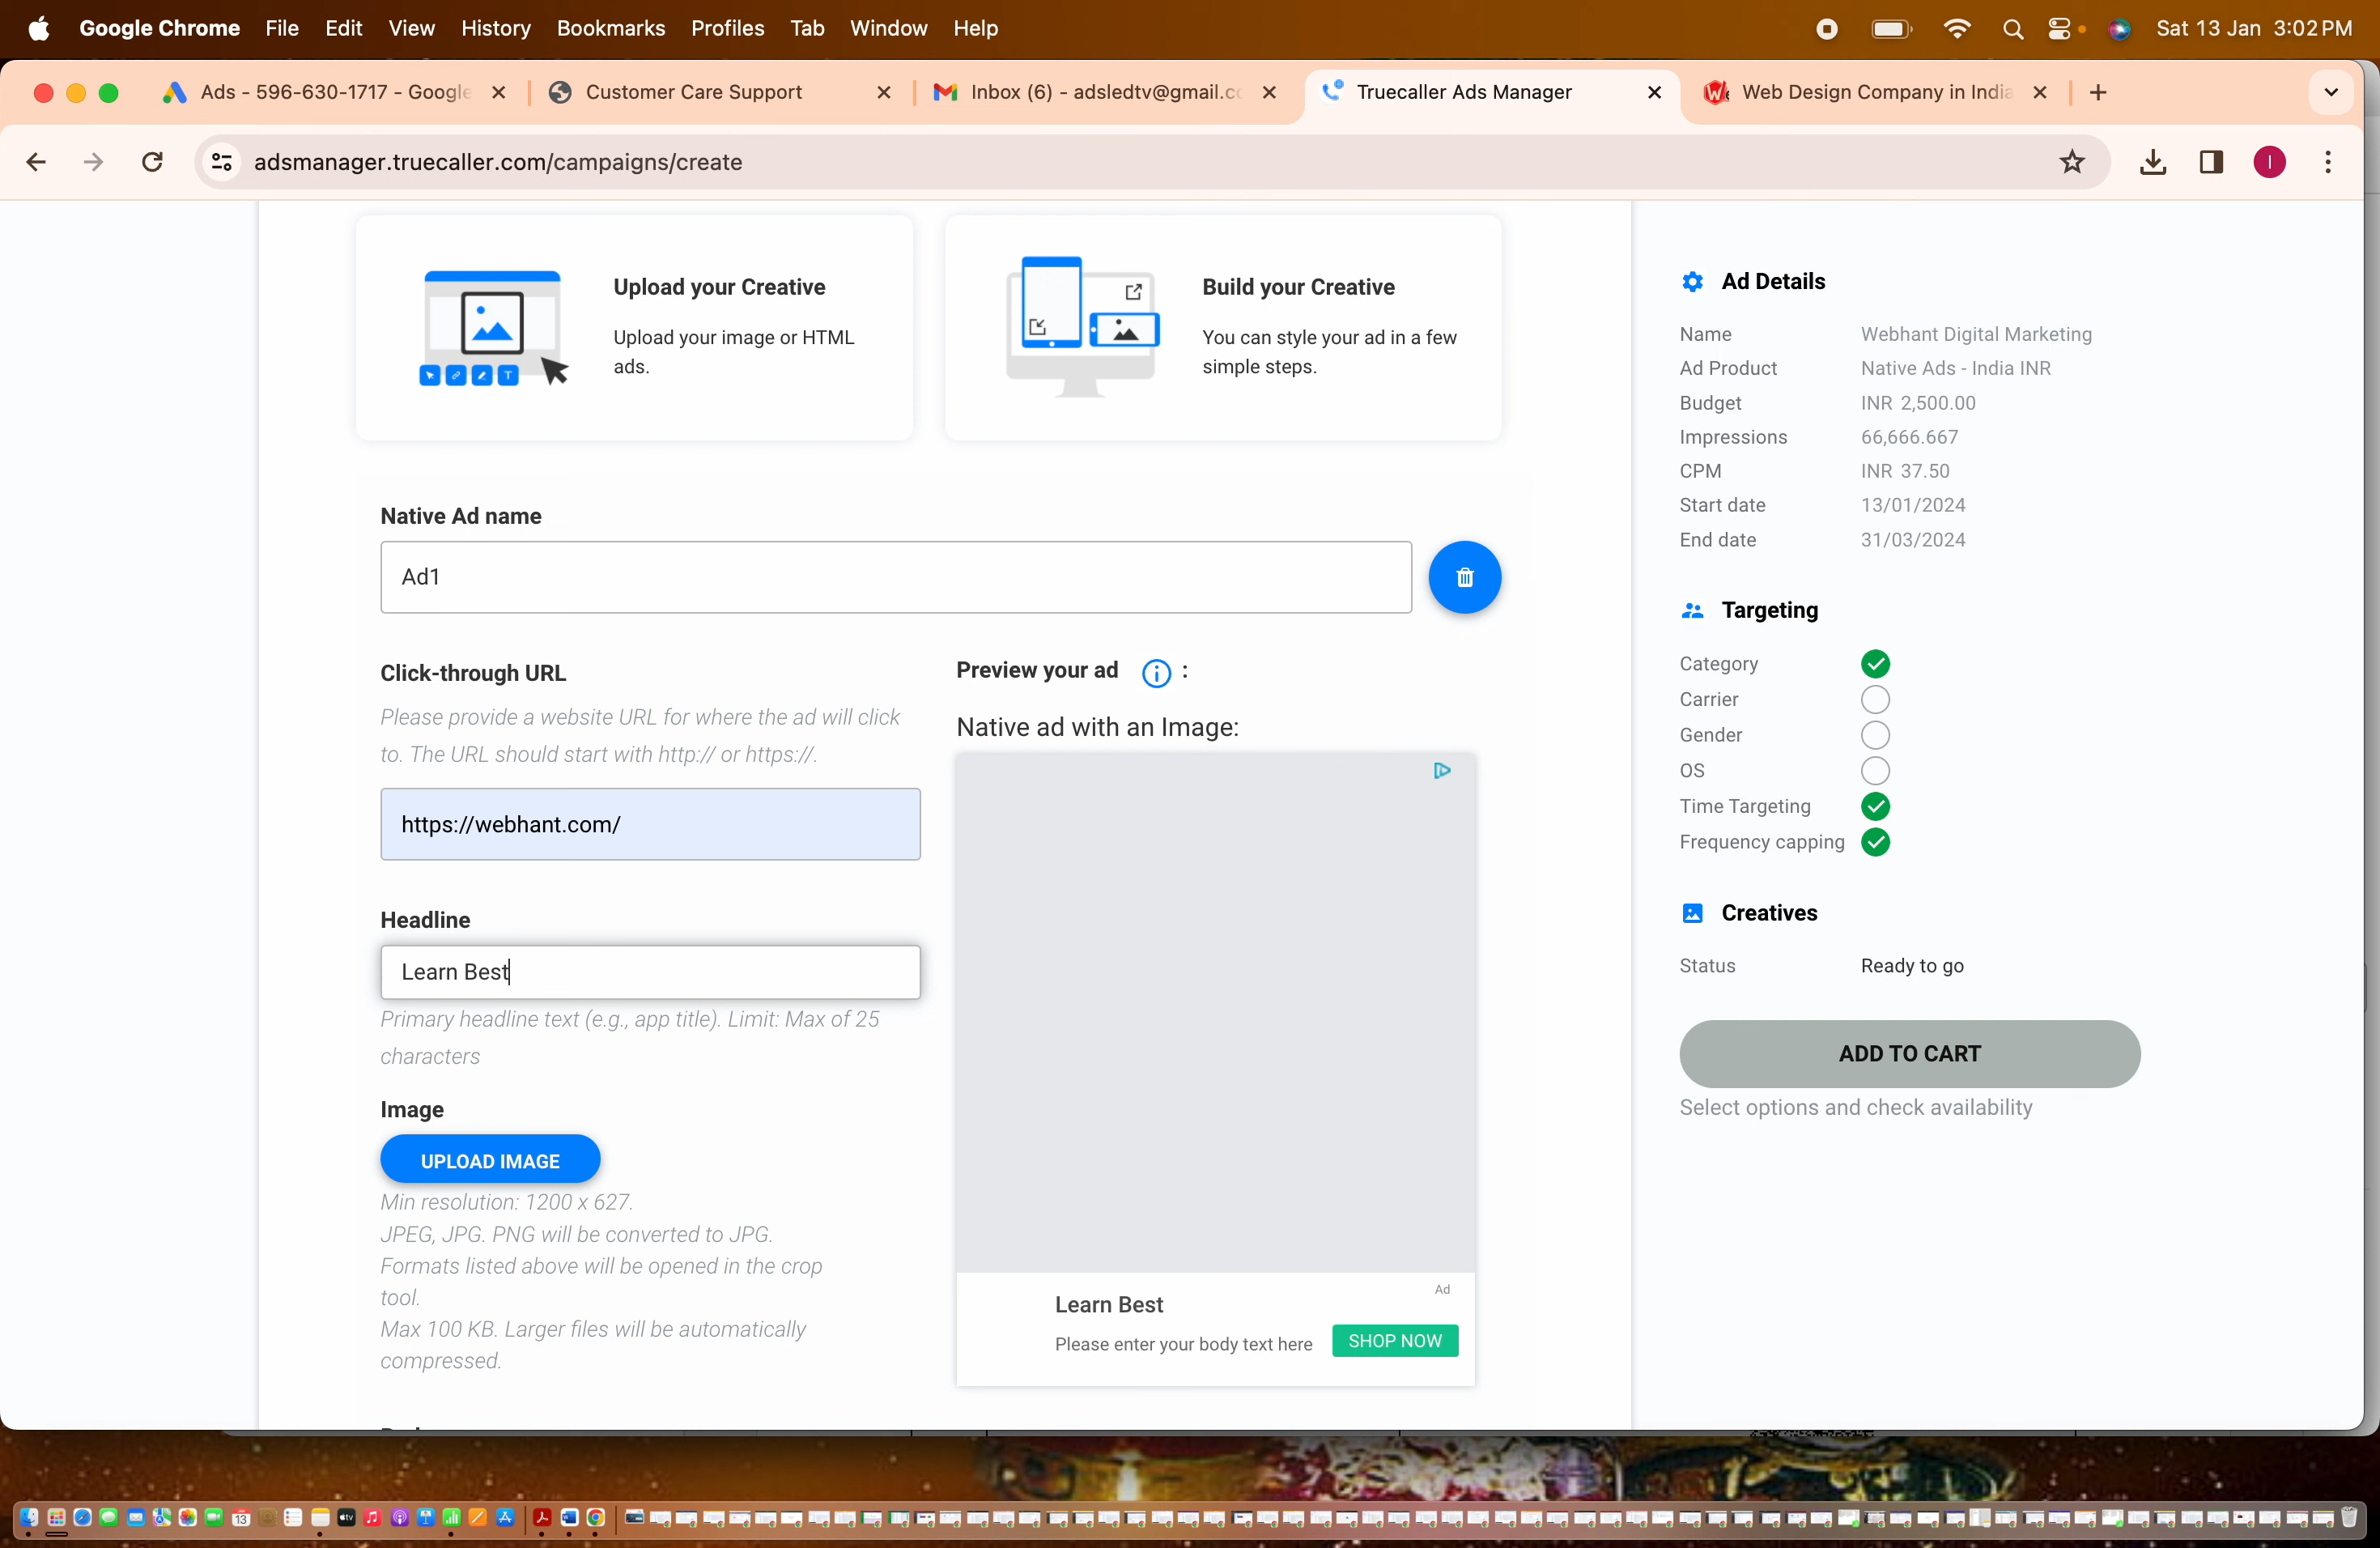 Google Chrome File Edit View History Bookmarks Profiles Tab Window Help Sat 13 Jan 3:02 PM
Ads - 596-630-1717 - Google Customer Care Support Inbox (6) - adsledtv@gmail.cc Truecaller Ads Manager Web Design Company in India
adsmanager.truecaller.com/campaigns/create I
Upload your Creative
Upload your image or HTML
ads.
Build your Creative
You can style your ad in a few
simple steps.
Native Ad name
Ad1
Click-through URL
Please provide a website URL for where the ad will click
to. The URL should start with http:// or https://.
https://webhant.com/
Headline
Learn Best
Primary headline text (e.g., app title). Limit: Max of 25
characters
Image
UPLOAD IMAGE
Min resolution: 1200 x 627.
JPEG, JPG. PNG will be converted to JPG.
Formats listed above will be opened in the crop
tool.
Max 100 KB. Larger files will be automatically
compressed.
Preview your ad :
Native ad with an Image:
Ad
Learn Best
Please enter your body text here SHOP NOW
Ad Details
Name Webhant Digital Marketing
Ad Product Native Ads - India INR
Budget INR 2,500.00
Impressions 66,666.667
CPM INR 37.50
Start date 13/01/2024
End date 31/03/2024
Targeting
Category
Carrier
Gender
OS
Time Targeting
Frequency capping
Creatives
Status Ready to go
ADD TO CART
Select options and check availability